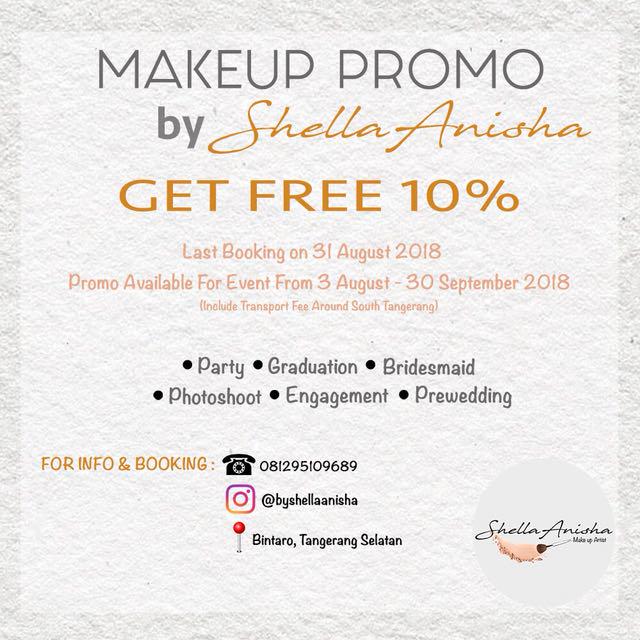 MAKEUP PROMO
by Shella Anisha
GET FREE 10%
Last Booking on 31 August 2018
Promo Available For Event From 3 August - 30 September 2018
(Include Transport Fee Around South Tangerang)
• Party • Graduation • Bridesmaid
• Photoshoot • Engagement • Prewedding
FOR INFO & BOOKING : 081295109689
@byshellaanisha
Bintaro, Tangerang Selatan
Shella Anisha
Make up Artist